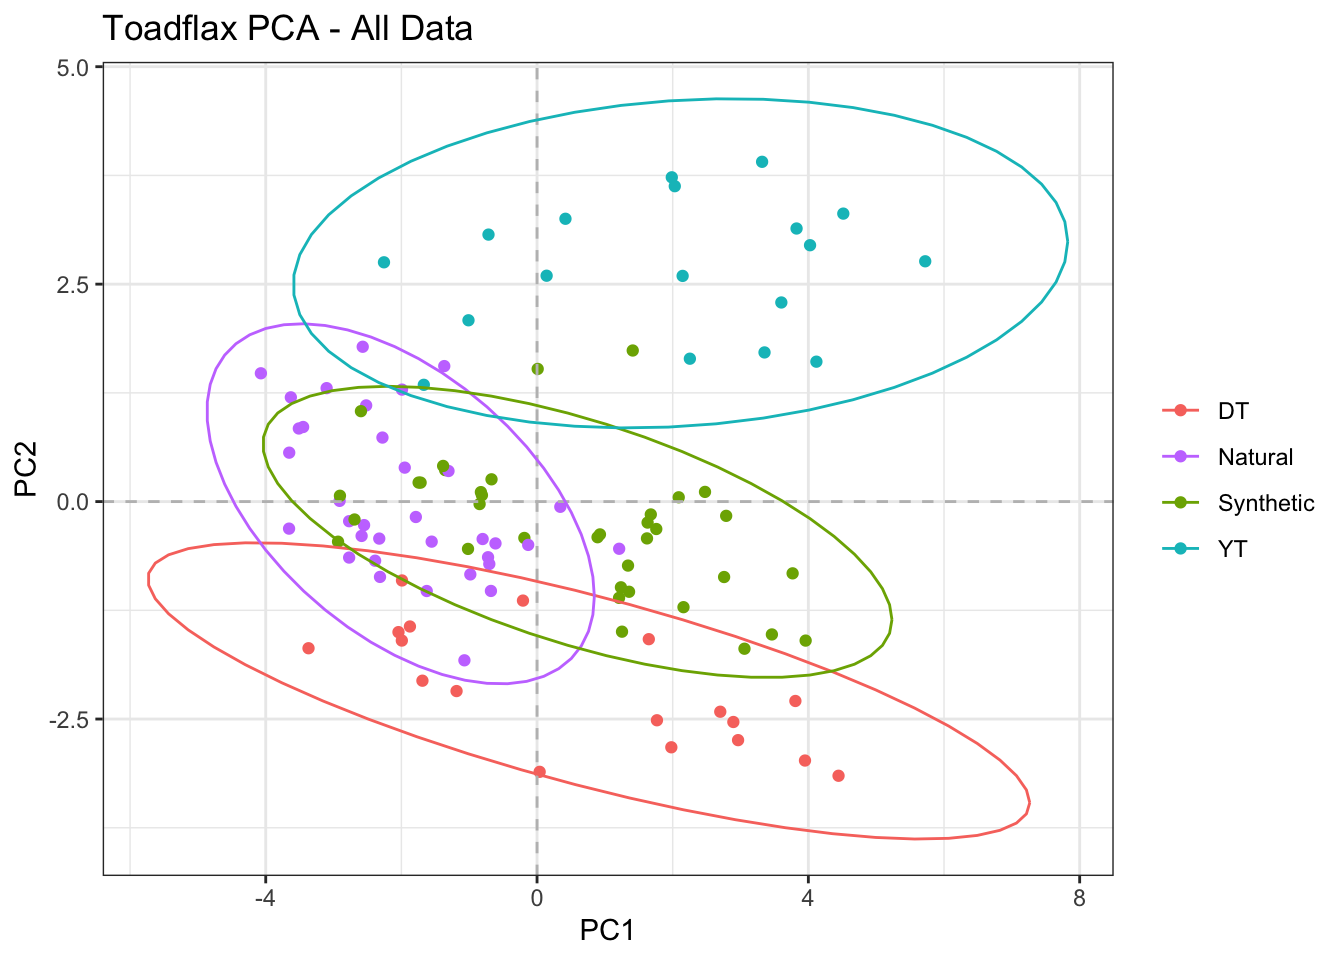 Toadflax PCA - All Data
5.0
2.5
0.0
-2.5
PC2
-4
0
4
8
PC1
DT
Natural
Synthetic
YT